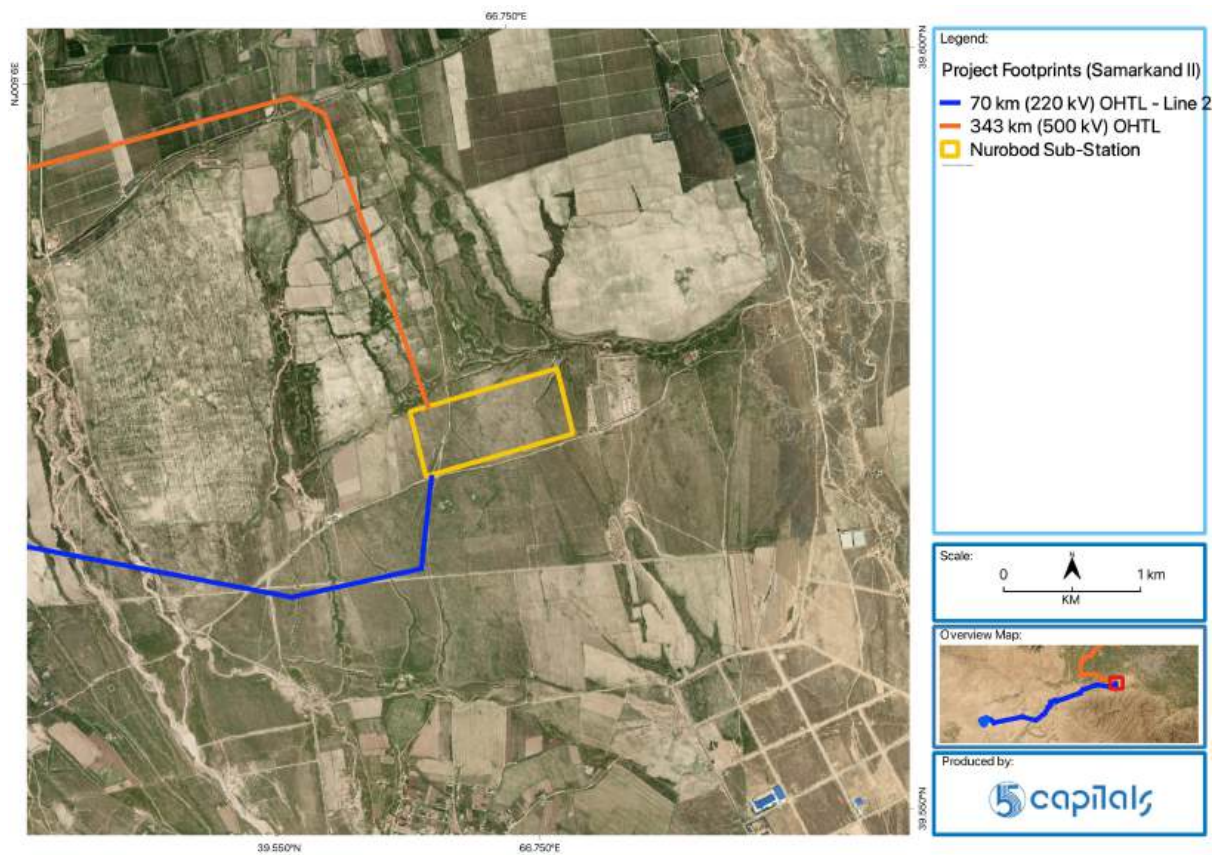 66.750°E
39.600°N
39.600°N
Legend:
Project Footprints (Samarkand II)
70 km (220 kV) OHTL - Line 2
343 km (500 kV) OHTL
Nurobod Sub-Station
Scale:
N
0 1 km
KM
Overview Map:
Produced by:
5 capitals
39.550°N
39.550°N
66.750°E